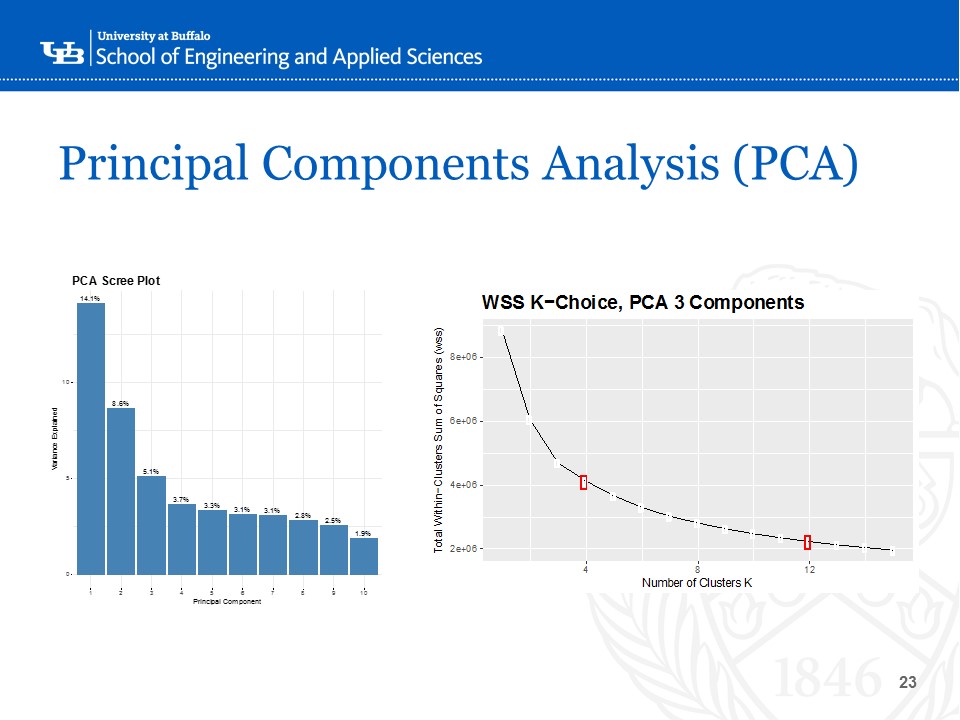 University at Buffalo
School of Engineering and Applied Sciences
Principal Components Analysis (PCA)
PCA Scree Plot
14.1%
8.6%
5.1%
3.7%
3.3%
3.1%
3.1%
2.8%
2.5%
1.9%
10
5
0
Variance Explained
1 2 3 4 5 6 7 8 9 10
Principal Component
WSS K-Choice, PCA 3 Components
Total Within-Clusters Sum of Squares (wss)
8e+06
6e+06
4e+06
2e+06
4 8 12
Number of Clusters K
1846
23